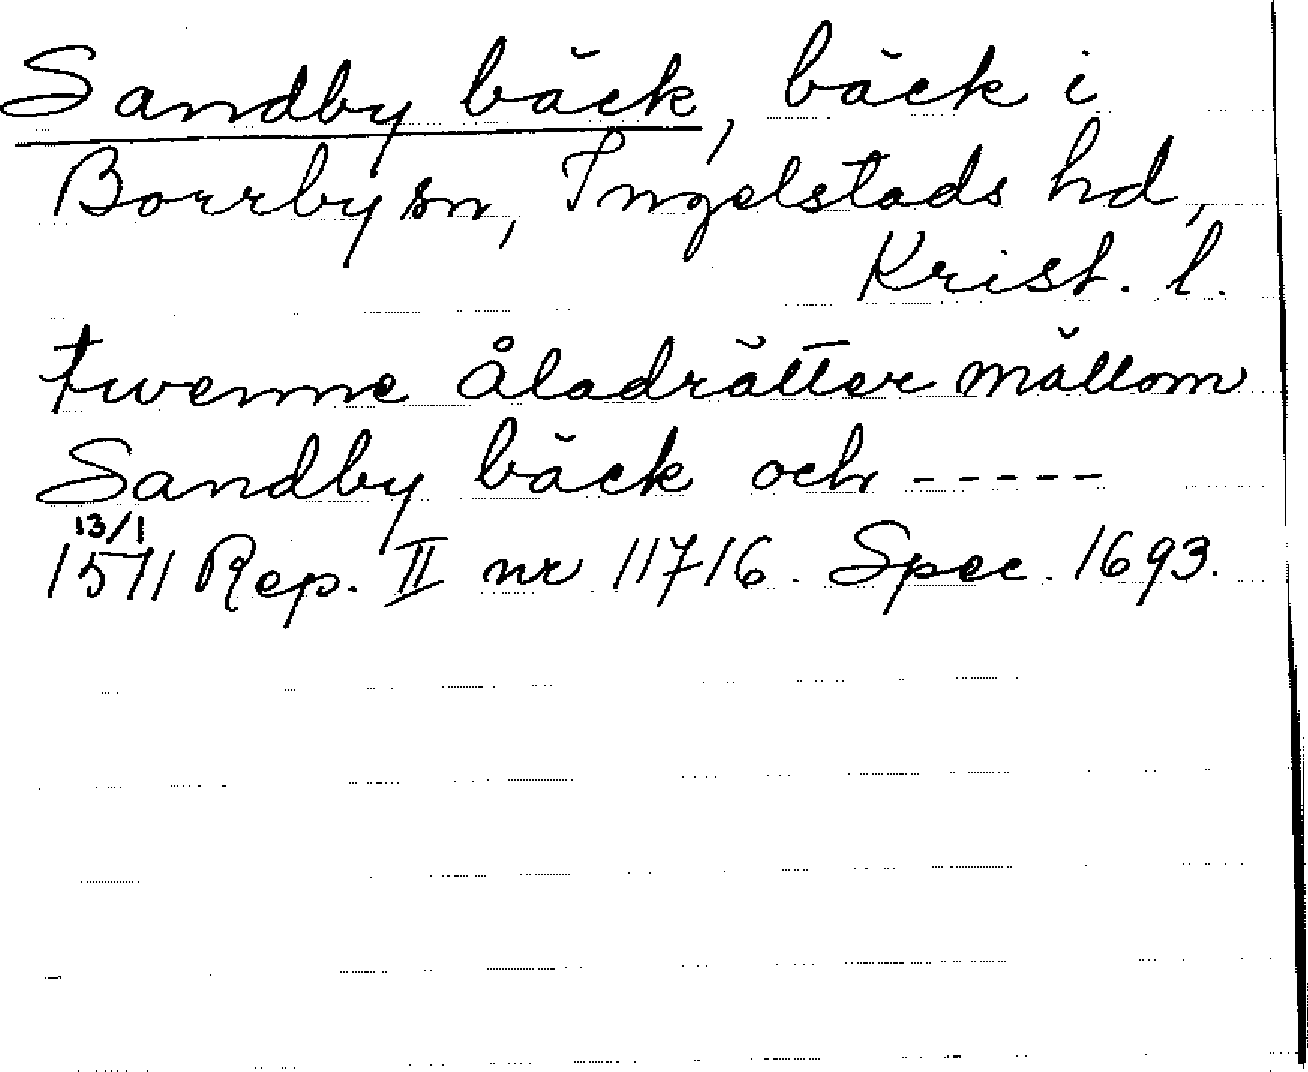 Sandby bäck, bäck i
Borrby sn, Ingelstads hd,
Krist. l.
twenne åladrätter mällom
Sandby bäck och -----
13/1
1571 Rep. II nr 11716. Spec. 1693.